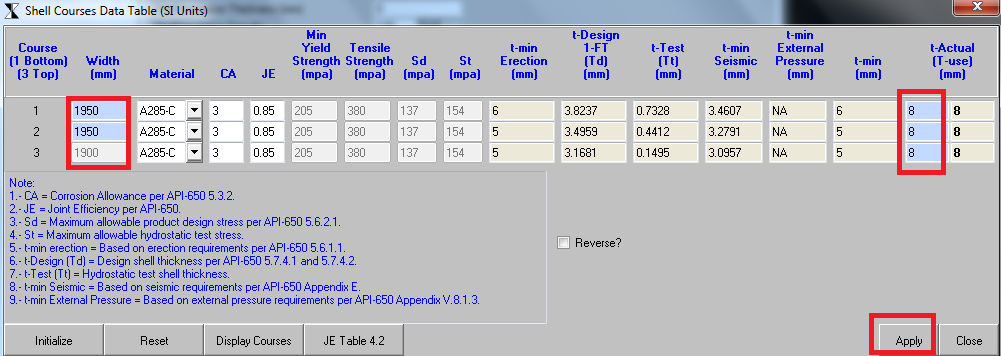 Shell Courses Data Table (SI Units)
Course (1 Bottom) (3 Top) Width (mm) Material CA JE Min Yield Strength (mpa) Tensile Strength (mpa) Sd (mpa) St (mpa) t-min Erection (mm) t-Design 1-FT (Td) (mm) t-Test (Tt) (mm) t-min Seismic (mm) t-min External Pressure (mm) t-min (mm) t-Actual (T-use) (mm)
1 1950 A285-C 3 0.85 205 380 137 154 6 3.8237 0.7328 3.4607 NA 6 8 8
2 1950 A285-C 3 0.85 205 380 137 154 5 3.4959 0.4412 3.2791 NA 5 8 8
3 1900 A285-C 3 0.85 205 380 137 154 5 3.1681 0.1495 3.0957 NA 5 8 8
Note:
1.- CA = Corrosion Allowance per API-650 5.3.2.
2.- JE = Joint Efficiency per API-650.
3.- Sd = Maximum allowable product design stress per API-650 5.6.2.1.
4.- St = Maximum allowable hydrostatic test stress.
5.- t-min erection = Based on erection requirements per API-650 5.6.1.1.
6.- t-Design (Td) = Design shell thickness per API-650 5.7.4.1 and 5.7.4.2.
7.- t-Test (Tt) = Hydrostatic test shell thickness.
8.- t-min Seismic = Based on seismic requirements per API-650 Appendix E.
9.- t-min External Pressure = Based on external pressure requirements per API-650 Appendix V.8.1.3.
Reverse?
Initialize Reset Display Courses JE Table 4.2 Apply Close